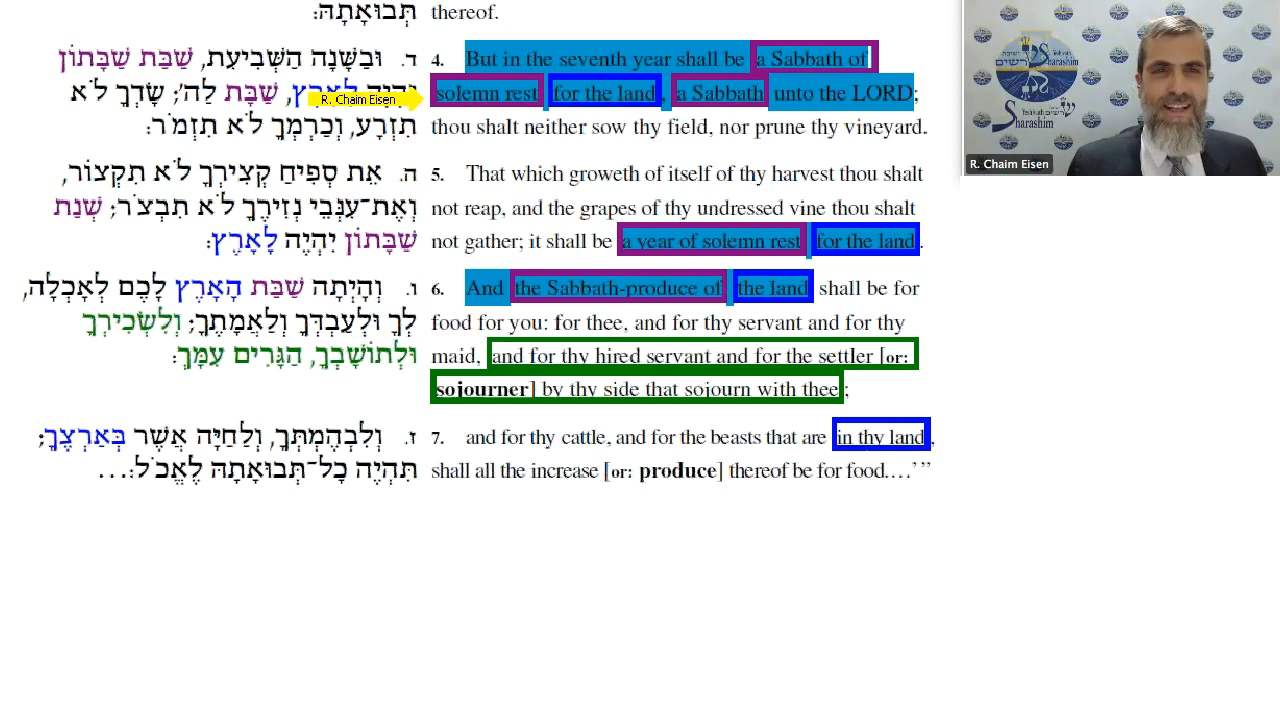 תְּבוּאָתָהּ:
thereof.
ד. וּבַשָּׁנָה הַשְּׁבִיעִת, שַׁבַּת שַׁבָּתוֹן
4. But in the seventh year shall be a Sabbath of
לָאָרֶץ, שַׁבָּת לַה'; שָׂדְךָ לֹא
R. Chaim Eisen
solemn rest for the land, a Sabbath unto the LORD;
תִזְרָע, וְכַרְמְךָ לֹא תִזְמֹר:
thou shalt neither sow thy field, nor prune thy vineyard.
ה. אֵת סְפִיחַ קְצִירְךָ לֹא תִקְצוֹר,
5. That which groweth of itself of thy harvest thou shalt
וְאֶת־עִנְּבֵי נְזִירֶךָ לֹא תִבְצֹר; שְׁנַת
not reap, and the grapes of thy undressed vine thou shalt
שַׁבָּתוֹן יִהְיֶה לָאָרֶץ:
not gather; it shall be a year of solemn rest for the land.
ו. וְהָיְתָה שַׁבַּת הָאָרֶץ לָכֶם לְאָכְלָה,
6. And the Sabbath-produce of the land shall be for
לְךָ וּלְעַבְדְּךָ וְלַאֲמָתֶךָ; וְלִשְׂכִירְךָ
food for you: for thee, and for thy servant and for thy
וּלְתוֹשָׁבְךָ, הַגָּרִים עִמָּךְ:
maid, and for thy hired servant and for the settler [or:
sojourner] by thy side that sojourn with thee;
ז. וְלִבְהֶמְתְּךָ, וְלַחַיָּה אֲשֶׁר בְּאַרְצֶךָ;
7. and for thy cattle, and for the beasts that are in thy land,
תִּהְיֶה כָל־תְּבוּאָתָהּ לֶאֱכֹל:...
shall all the increase [or: produce] thereof be for food....’”
Yeshivat
Sharashim
R. Chaim Eisen